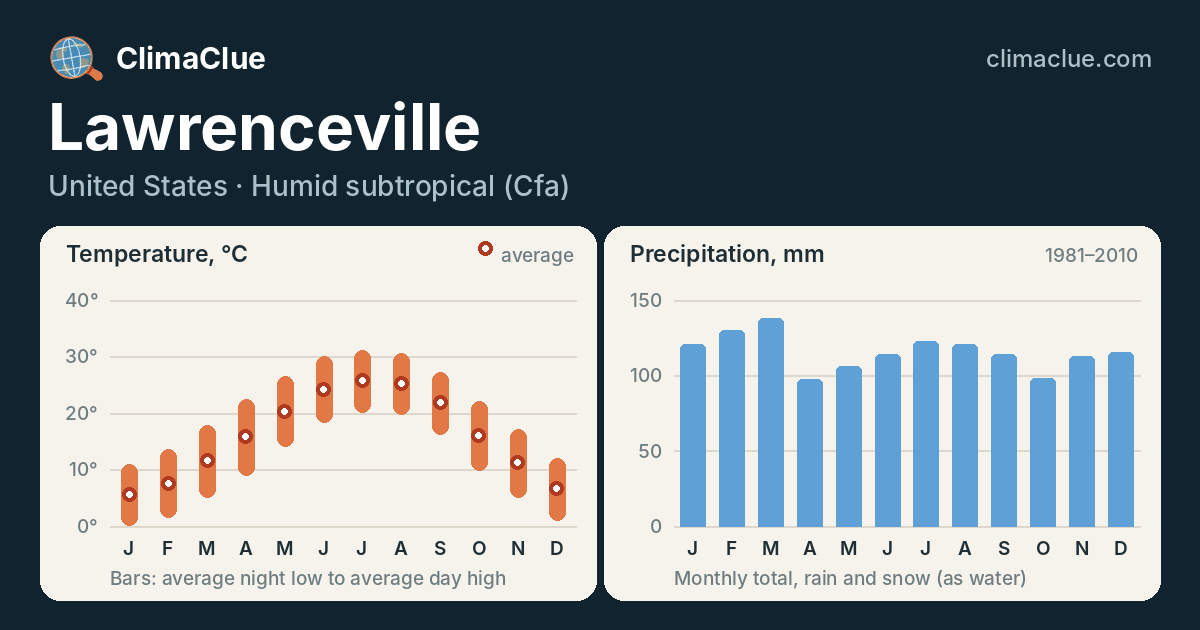 ClimaClue
climaclue.com
Lawrenceville
United States · Humid subtropical (Cfa)
Temperature, °C
average
40°
30°
20°
10°
0°
J F M A M J J A S O N D
Bars: average night low to average day high
Precipitation, mm
1981–2010
150
100
50
0
J F M A M J J A S O N D
Monthly total, rain and snow (as water)